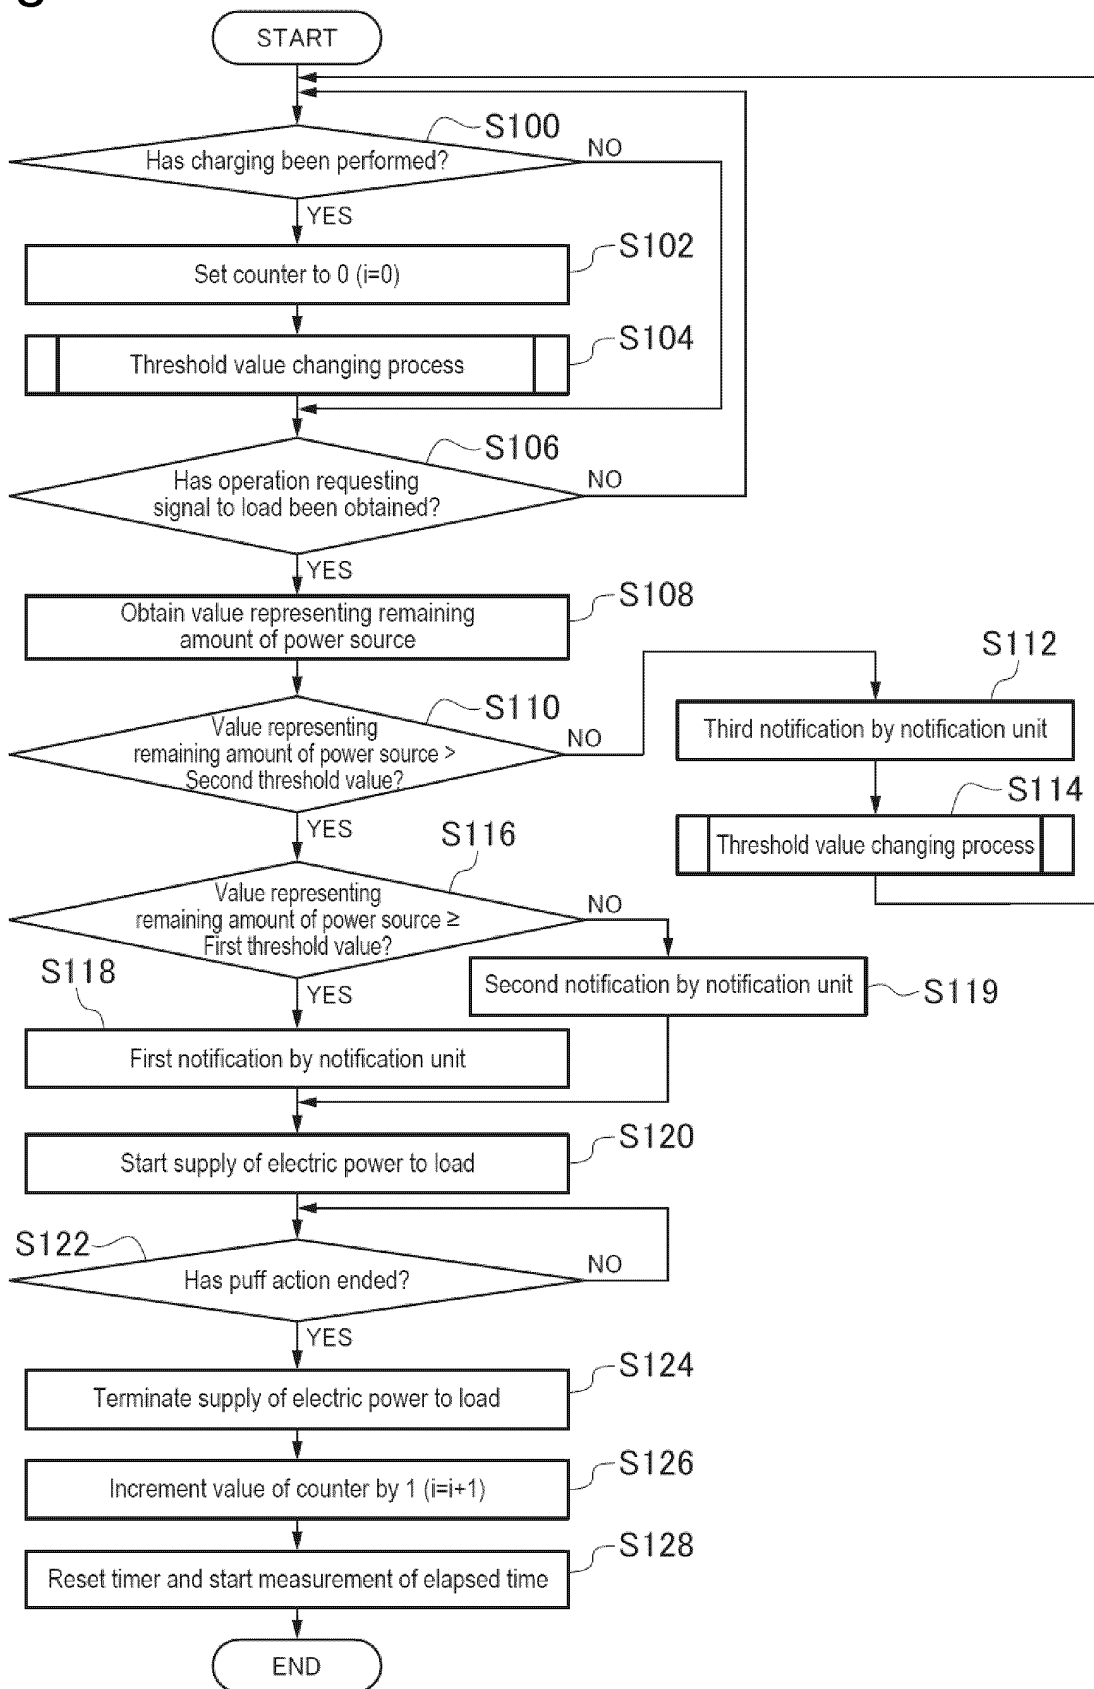 START
S100
Has charging been performed?
NO
YES
S102
Set counter to 0 (i=0)
S104
Threshold value changing process
S106
Has operation requesting
signal to load been obtained?
NO
YES
S108
Obtain value representing remaining
amount of power source
S110
Value representing
remaining amount of power source >
Second threshold value?
NO
YES
S112
Third notification by notification unit
S114
Threshold value changing process
S116
Value representing
remaining amount of power source ≥
First threshold value?
NO
YES
S119
Second notification by notification unit
S118
First notification by notification unit
S120
Start supply of electric power to load
S122
Has puff action ended?
NO
YES
S124
Terminate supply of electric power to load
S126
Increment value of counter by 1 (i=i+1)
S128
Reset timer and start measurement of elapsed time
END